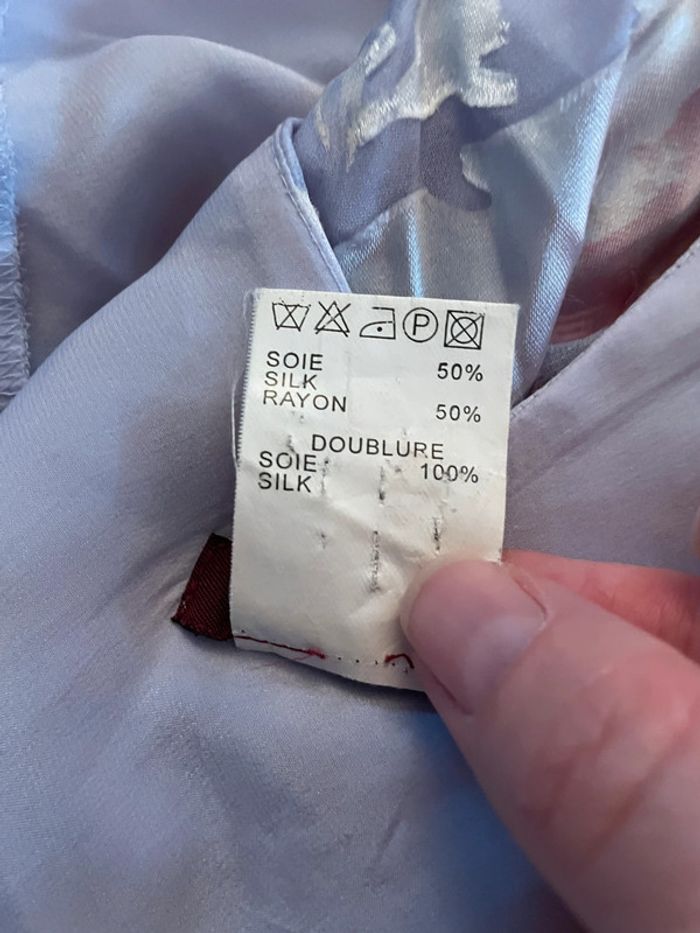 P
SOIE 50%
SILK
RAYON 50%
DOUBLURE
SOIE 100%
SILK